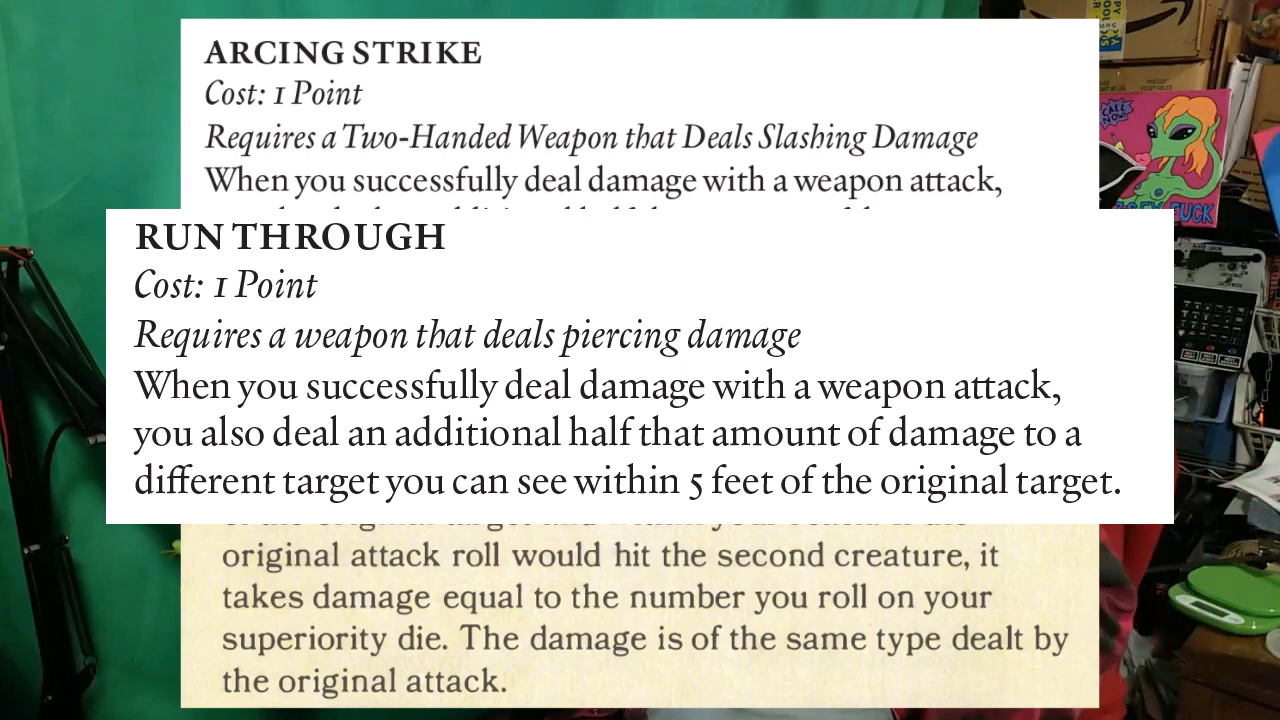 ARCING STRIKE
Cost: 1 Point
Requires a Two-Handed Weapon that Deals Slashing Damage
When you successfully deal damage with a weapon attack,
RUN THROUGH
Cost: 1 Point
Requires a weapon that deals piercing damage
When you successfully deal damage with a weapon attack,
you also deal an additional half that amount of damage to a
different target you can see within 5 feet of the original target.
original attack roll would hit the second creature, it
takes damage equal to the number you roll on your
superiority die. The damage is of the same type dealt by
the original attack.
CALL
NOW!